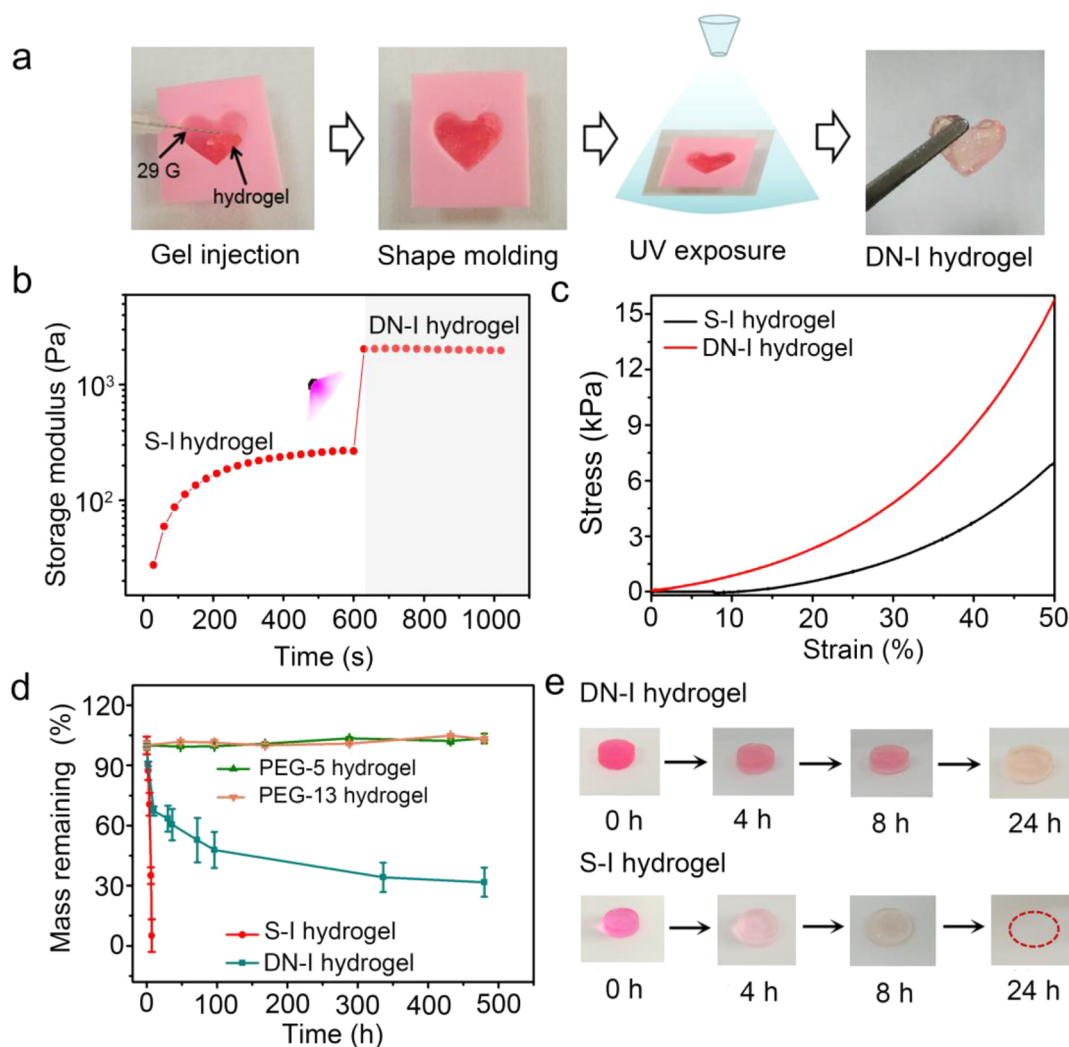 a
29 G
hydrogel
Gel injection
Shape molding
UV exposure
DN-I hydrogel
b
Storage modulus (Pa)
10³
10²
S-I hydrogel
DN-I hydrogel
0 200 400 600 800 1000
Time (s)
c
Stress (kPa)
15
12
9
6
3
0
S-I hydrogel
DN-I hydrogel
0 10 20 30 40 50
Strain (%)
d
Mass remaining (%)
120
90
60
30
0
PEG-5 hydrogel
PEG-13 hydrogel
S-I hydrogel
DN-I hydrogel
0 100 200 300 400 500
Time (h)
e
DN-I hydrogel
0 h 4 h 8 h 24 h
S-I hydrogel
0 h 4 h 8 h 24 h